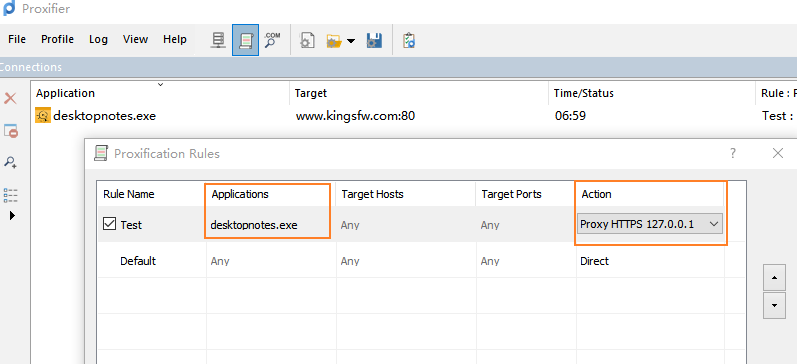 Proxifier
File Profile Log View Help
.COM
Connections
Application Target Time/Status Rule : P
desktopnotes.exe www.kingsfw.com:80 06:59 Test :
Proxification Rules ?
Rule Name Applications Target Hosts Target Ports Action
Test desktopnotes.exe Any Any Proxy HTTPS 127.0.0.1
Default Any Any Any Direct